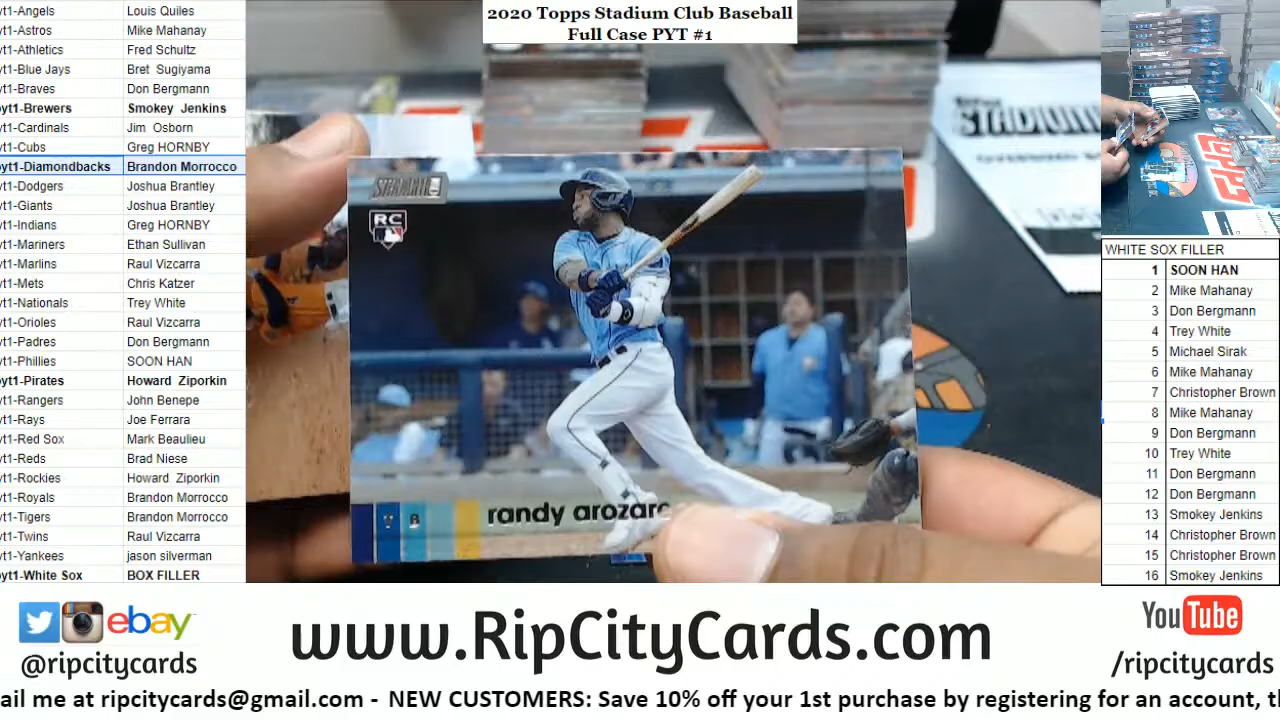 2020 Topps Stadium Club Baseball
Full Case PYT #1
yt1-Angels Louis Quiles
yt1-Astros Mike Mahanay
yt1-Athletics Fred Schultz
yt1-Blue Jays Bret Sugiyama
yt1-Braves Don Bergmann
yt1-Brewers Smokey Jenkins
yt1-Cardinals Jim Osborn
yt1-Cubs Greg HORNBY
yt1-Diamondbacks Brandon Morrocco
yt1-Dodgers Joshua Brantley
yt1-Giants Joshua Brantley
yt1-Indians Greg HORNBY
yt1-Mariners Ethan Sullivan
yt1-Marlins Raul Vizcarra
yt1-Mets Chris Katzer
yt1-Nationals Trey White
yt1-Orioles Raul Vizcarra
yt1-Padres Don Bergmann
yt1-Phillies SOON HAN
yt1-Pirates Howard Ziporkin
yt1-Rangers John Benepe
yt1-Rays Joe Ferrara
yt1-Red Sox Mark Beaulieu
yt1-Reds Brad Niese
yt1-Rockies Howard Ziporkin
yt1-Royals Brandon Morrocco
yt1-Tigers Brandon Morrocco
yt1-Twins Raul Vizcarra
yt1-Yankees jason silverman
yt1-White Sox BOX FILLER
STADIUM
RC
randy arozar
WHITE SOX FILLER
1 SOON HAN
2 Mike Mahanay
3 Don Bergmann
4 Trey White
5 Michael Sirak
6 Mike Mahanay
7 Christopher Brown
8 Mike Mahanay
9 Don Bergmann
10 Trey White
11 Don Bergmann
12 Don Bergmann
13 Smokey Jenkins
14 Christopher Brown
15 Christopher Brown
16 Smokey Jenkins
ebay
@ripcitycards
www.RipCityCards.com
YouTube
/ripcitycards
ail me at ripcitycards@gmail.com - NEW CUSTOMERS: Save 10% off your 1st purchase by registering for an account, th